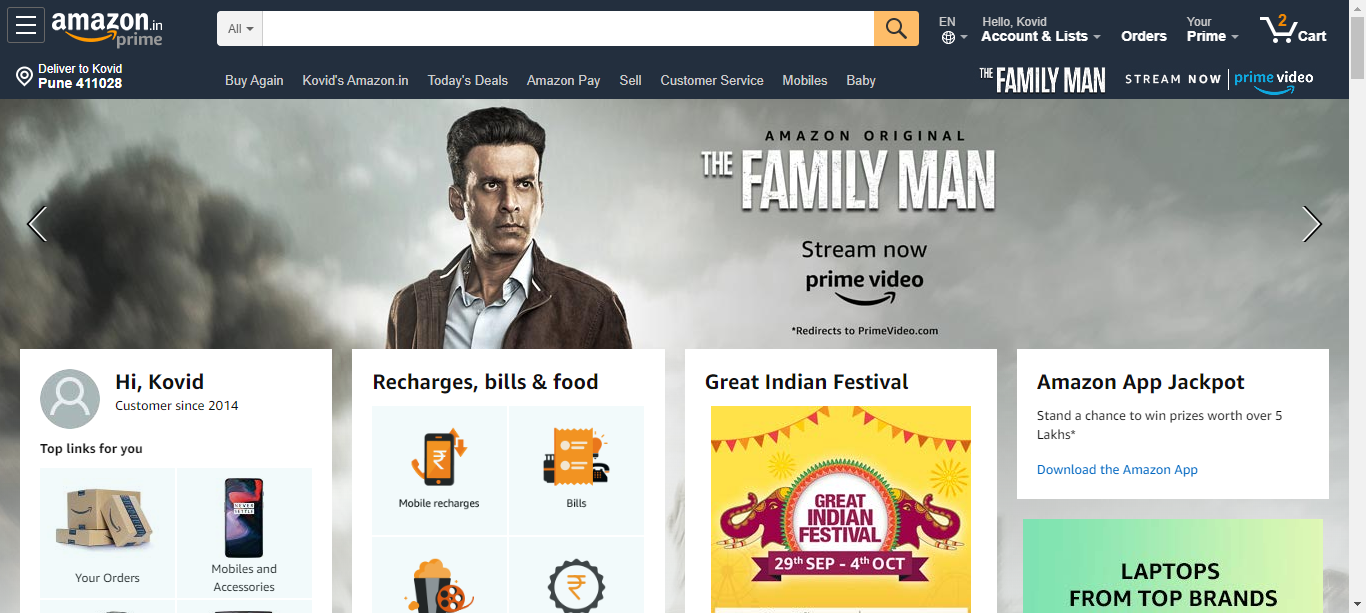 amazon.in
prime
All
EN
Hello, Kovid
Account & Lists
Orders
Your
Prime
2
Cart
Deliver to Kovid
Pune 411028
Buy Again
Kovid's Amazon.in
Today's Deals
Amazon Pay
Sell
Customer Service
Mobiles
Baby
THE FAMILY MAN
STREAM NOW
prime video
AMAZON ORIGINAL
THE FAMILY MAN
Stream now
prime video
*Redirects to PrimeVideo.com
Hi, Kovid
Customer since 2014
Top links for you
NEVER
SETTLE
Your Orders
Mobiles and
Accessories
Recharges, bills & food
₹
Mobile recharges
Bills
₹
Great Indian Festival
GREAT
INDIAN
FESTIVAL
29th SEP - 4th OCT
Amazon App Jackpot
Stand a chance to win prizes worth over 5
Lakhs*
Download the Amazon App
LAPTOPS
FROM TOP BRANDS